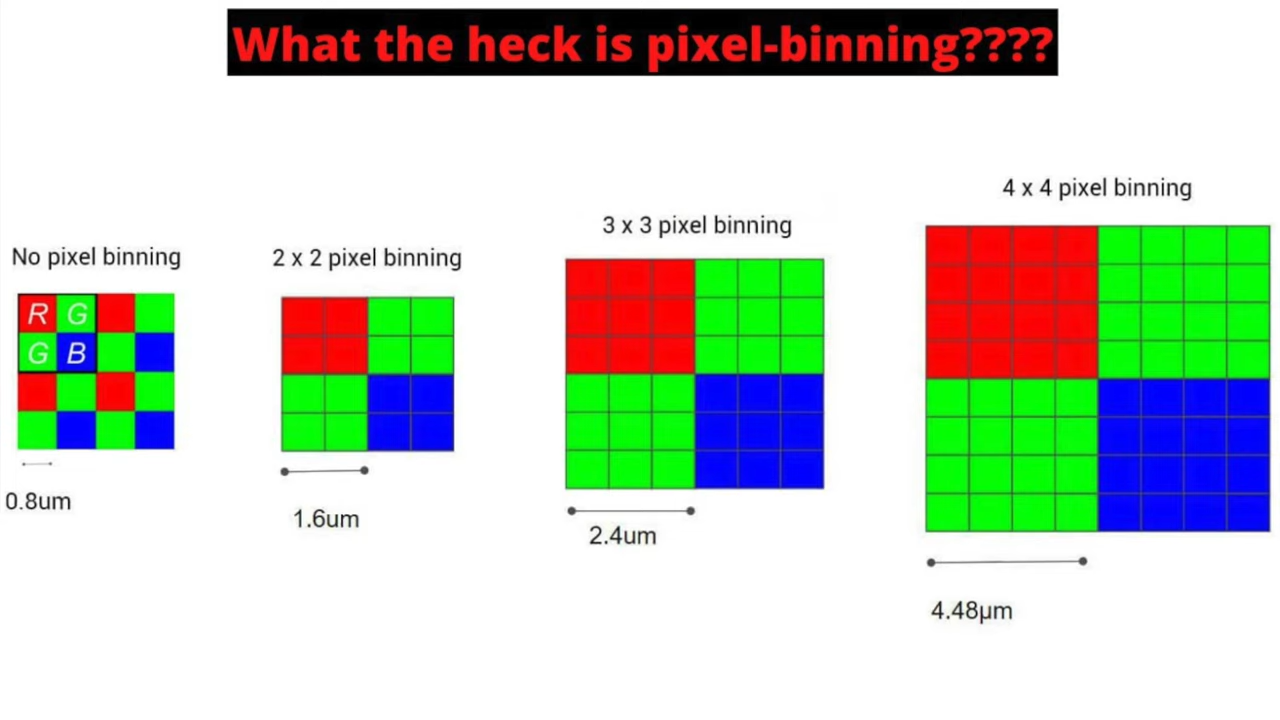 What the heck is pixel-binning????
No pixel binning
R G
G B
0.8um
2 x 2 pixel binning
1.6um
3 x 3 pixel binning
2.4um
4 x 4 pixel binning
4.48µm